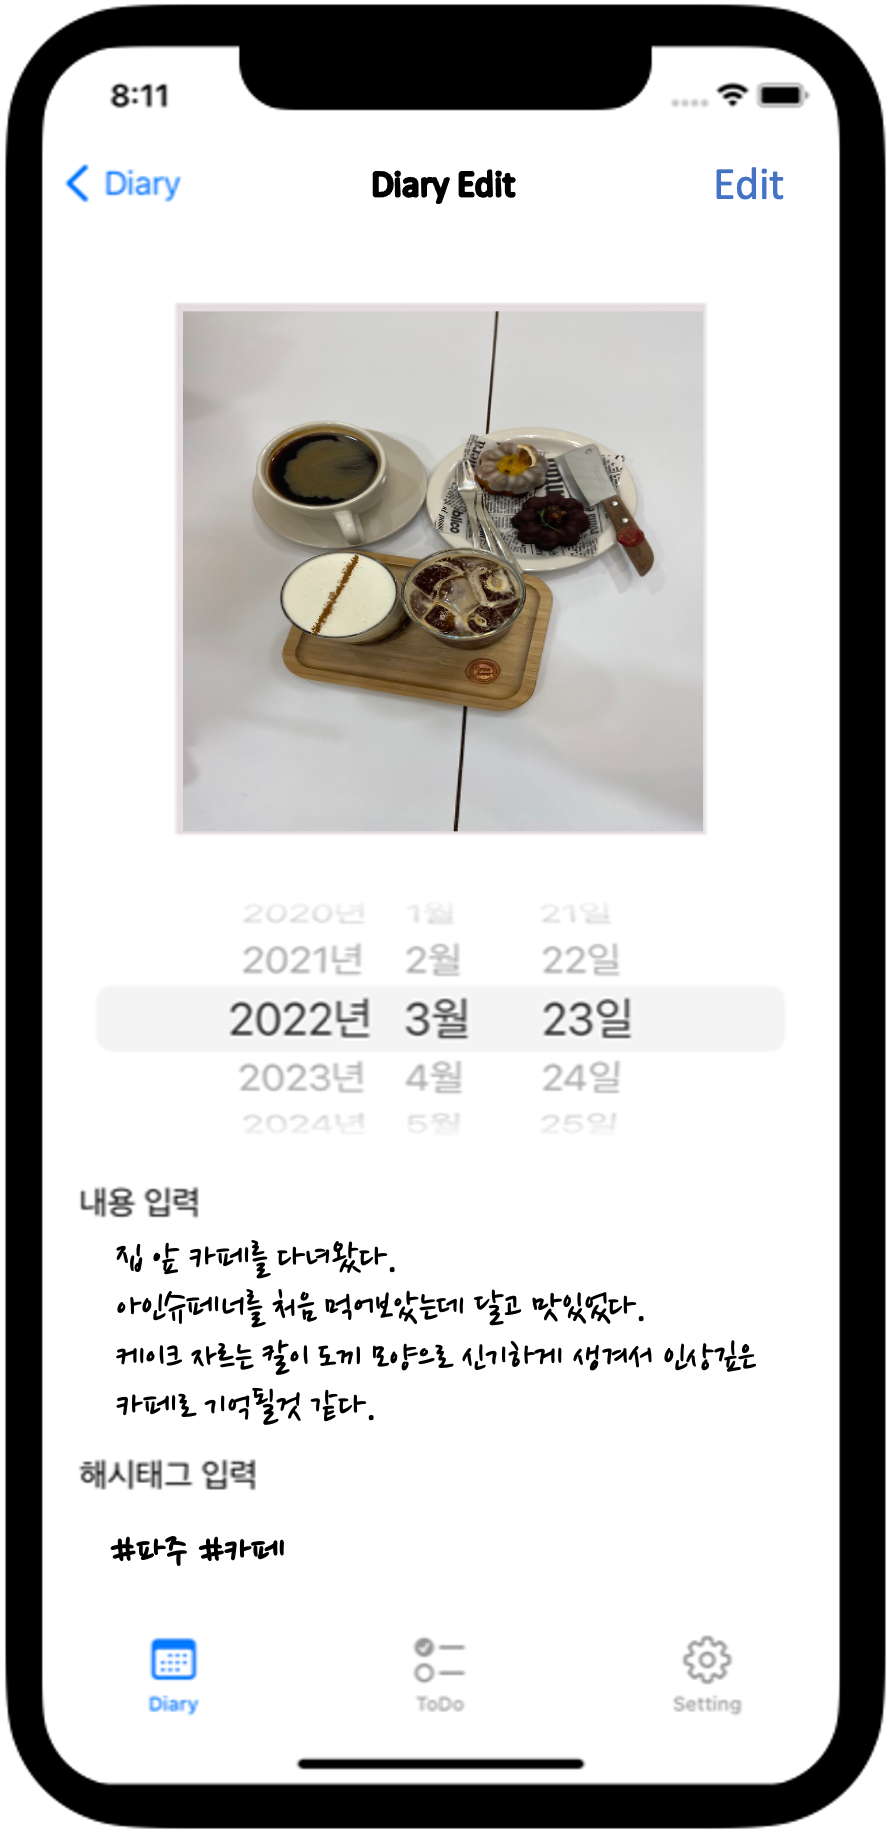 8:11
Diary
Diary Edit
Edit
2020년 1월 21일
2021년 2월 22일
2022년 3월 23일
2023년 4월 24일
2024년 5월 25일
내용 입력
집 앞 카페를 다녀왔다.
아인슈페너를 처음 먹어보았는데 달고 맛있었다.
케이크 자르는 칼이 도끼 모양으로 신기하게 생겨서 인상깊은
카페로 기억될것 같다.
해시태그 입력
#파주 #카페
Diary
ToDo
Setting